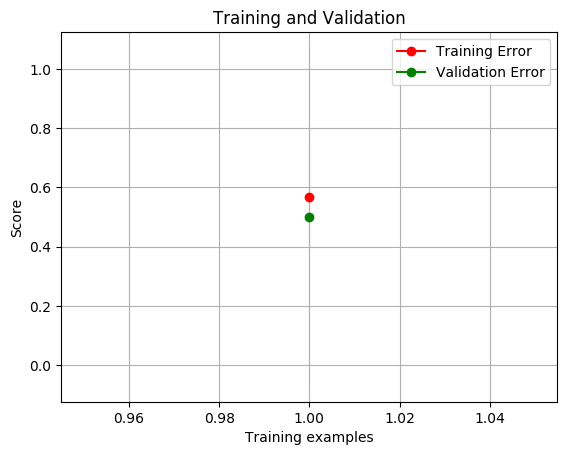 Training and Validation
Training Error
Validation Error
1.0
0.8
0.6
0.4
0.2
0.0
Score
0.96
0.98
1.00
1.02
1.04
Training examples